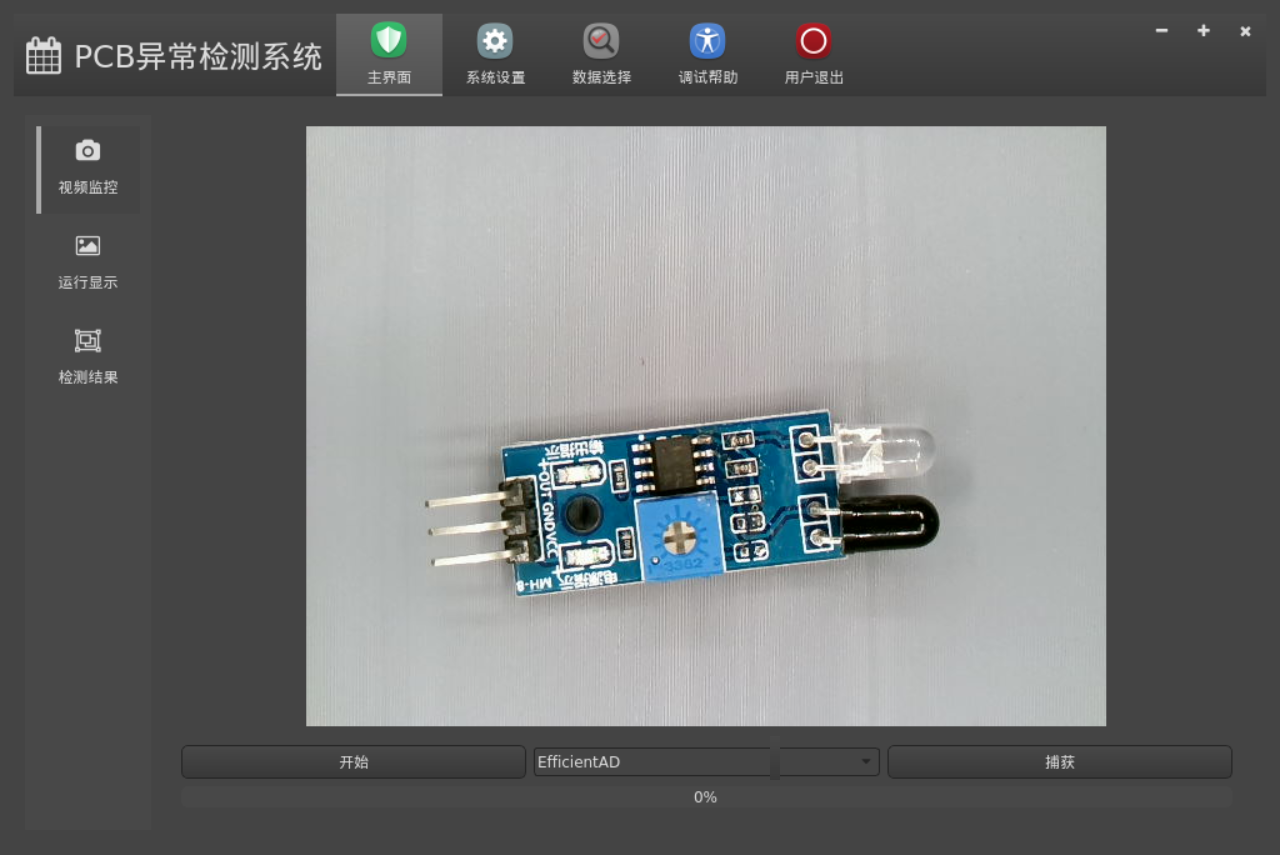 PCB异常检测系统
主界面
系统设置
数据选择
调试帮助
用户退出
视频监控
运行显示
检测结果
输出指示
+OUT GND VCC
3362
电源指示
MH-B
开始
EfficientAD
捕获
0%